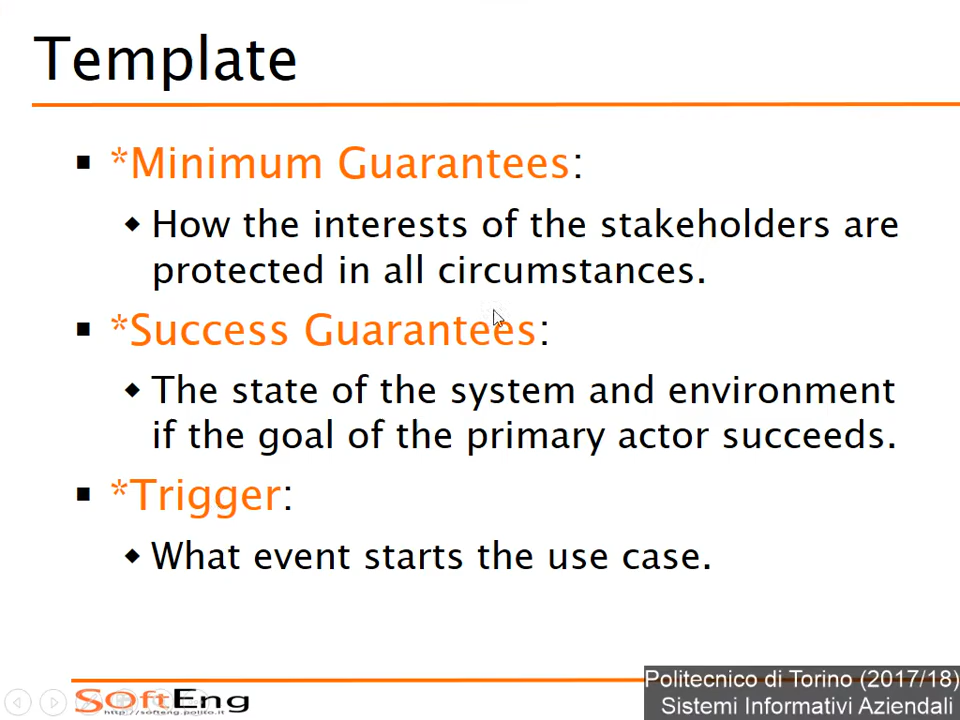 Template
*Minimum Guarantees:
How the interests of the stakeholders are
protected in all circumstances.
*Success Guarantees:
The state of the system and environment
if the goal of the primary actor succeeds.
*Trigger:
What event starts the use case.
SoftEng
http://softeng.polito.it
Politecnico di Torino (2017/18)
Sistemi Informativi Aziendali